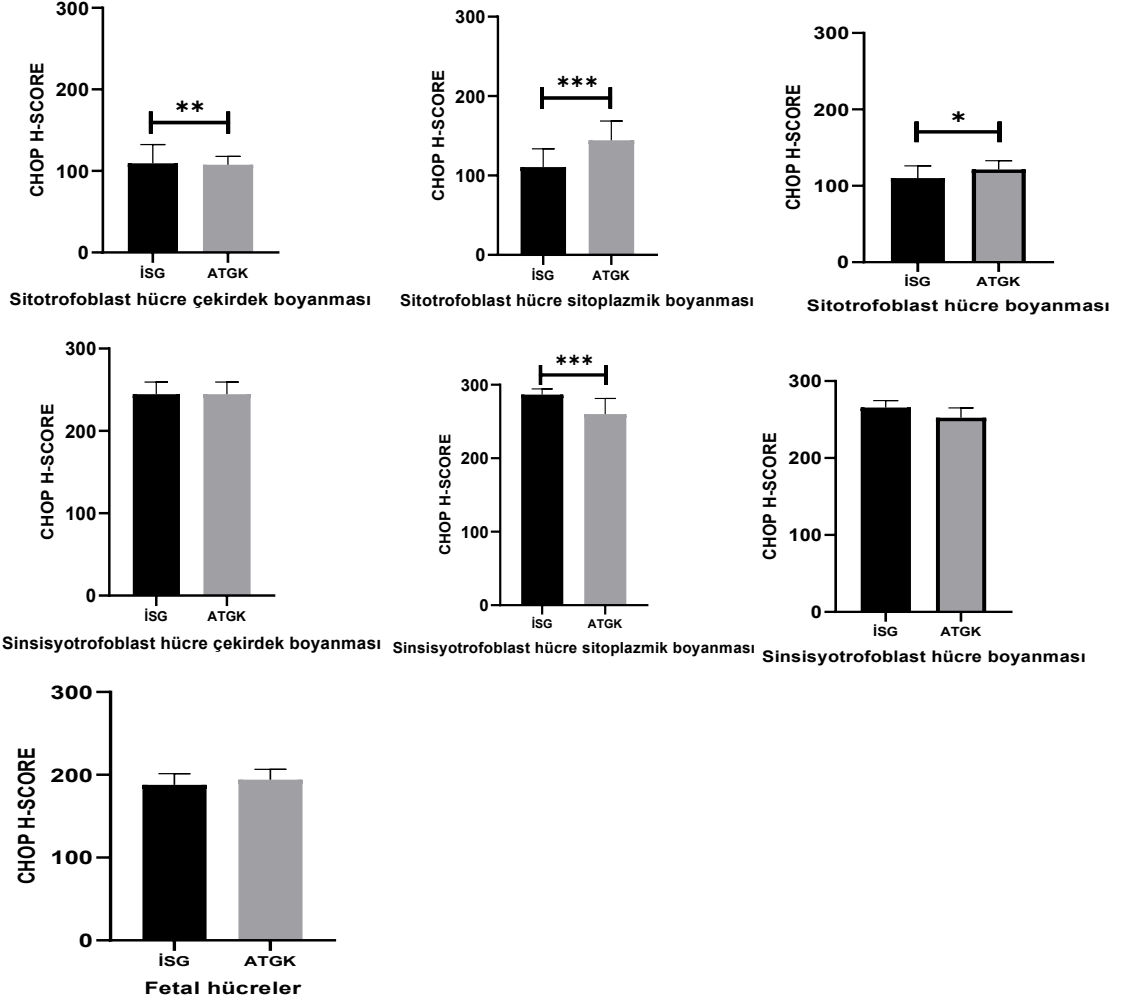 300
200
100
0
CHOP H-SCORE
**
İSG
ATGK
Sitotrofoblast hücre çekirdek boyanması
300
200
100
0
CHOP H-SCORE
***
İSG
ATGK
Sitotrofoblast hücre sitoplazmik boyanması
300
200
100
0
CHOP H-SCORE
*
İSG
ATGK
Sitotrofoblast hücre boyanması
300
200
100
0
CHOP H-SCORE
İSG
ATGK
Sinsisyotrofoblast hücre çekirdek boyanması
300
200
100
0
CHOP H-SCORE
***
İSG
ATGK
Sinsisyotrofoblast hücre sitoplazmik boyanması
300
200
100
0
CHOP H-SCORE
İSG
ATGK
Sinsisyotrofoblast hücre boyanması
300
200
100
0
CHOP H-SCORE
İSG
ATGK
Fetal hücreler